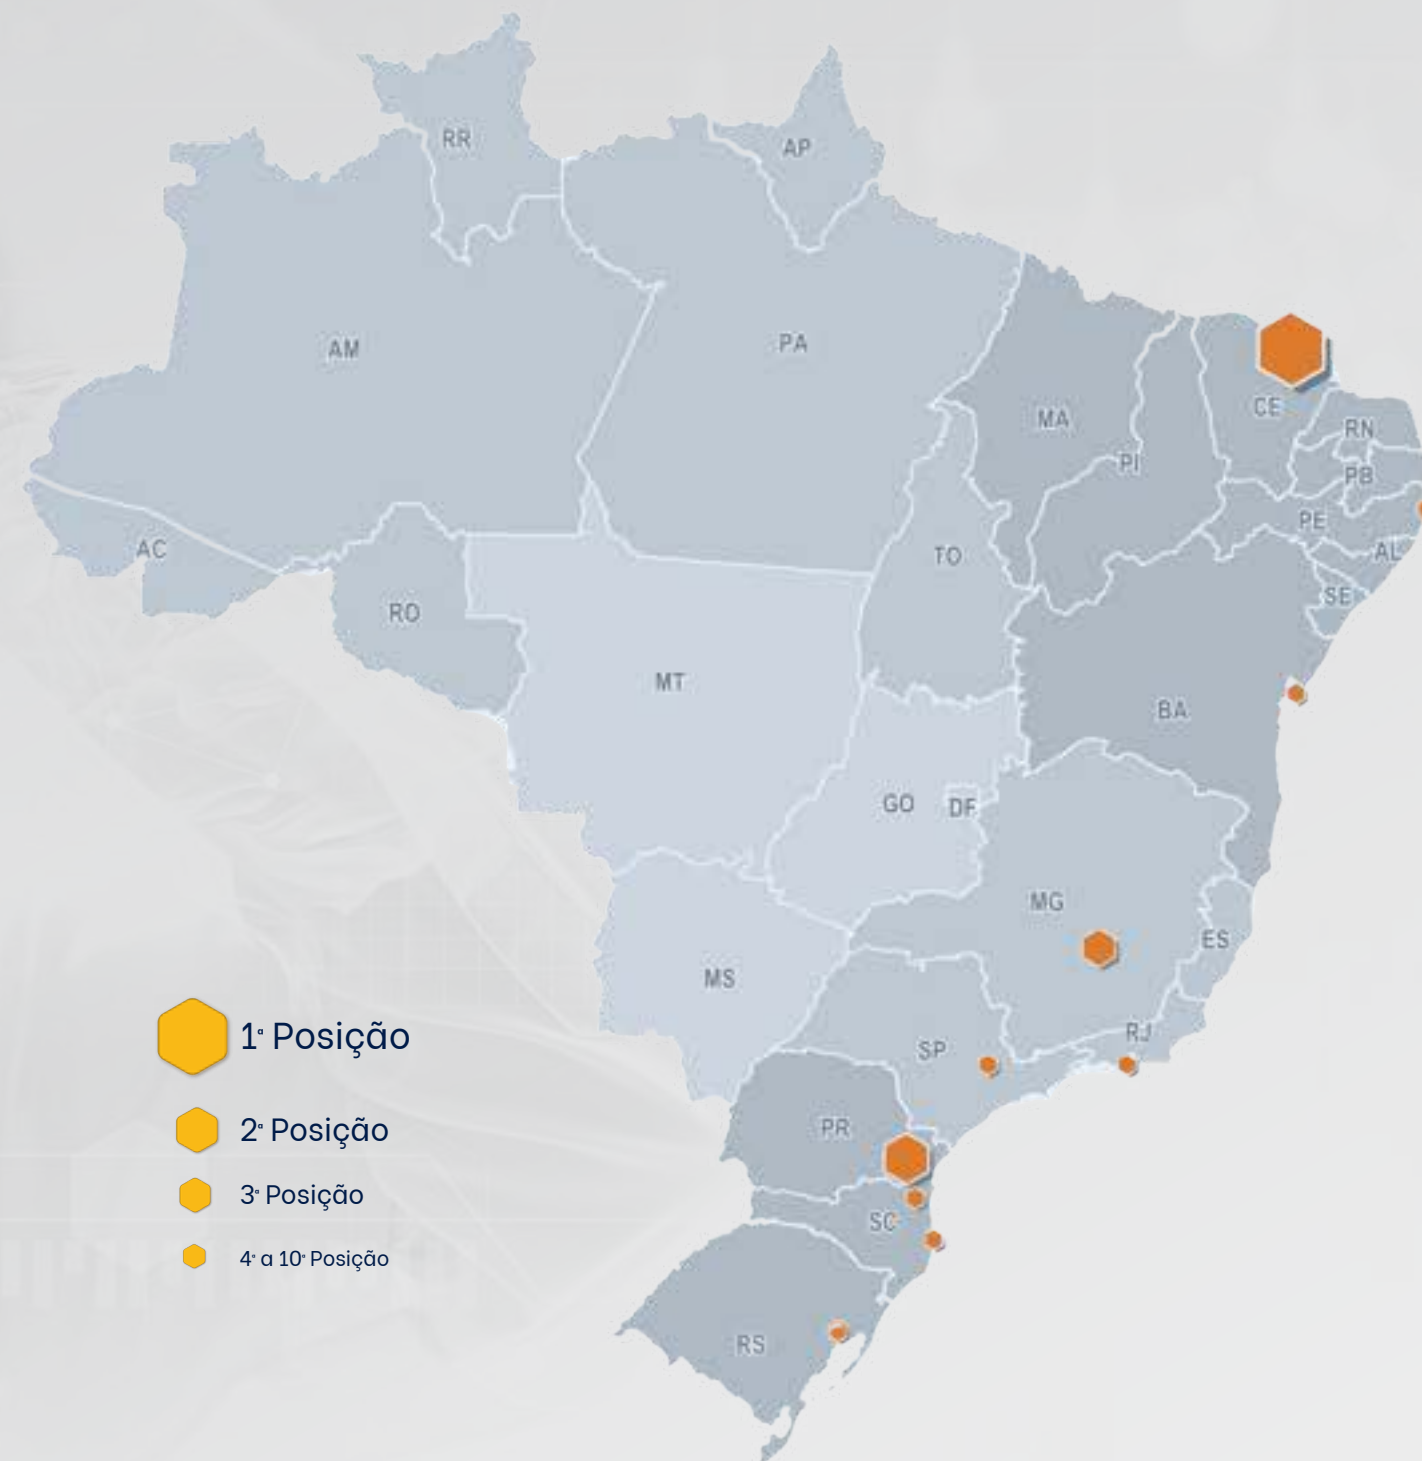 RR
AP
AM
PA
MA
CE
RN
PI
PB
PE
AC
TO
AL
RO
SE
MT
BA
GO
DF
MG
ES
MS
RJ
SP
1ª Posição
PR
2ª Posição
3ª Posição
SC
4ª a 10ª Posição
RS